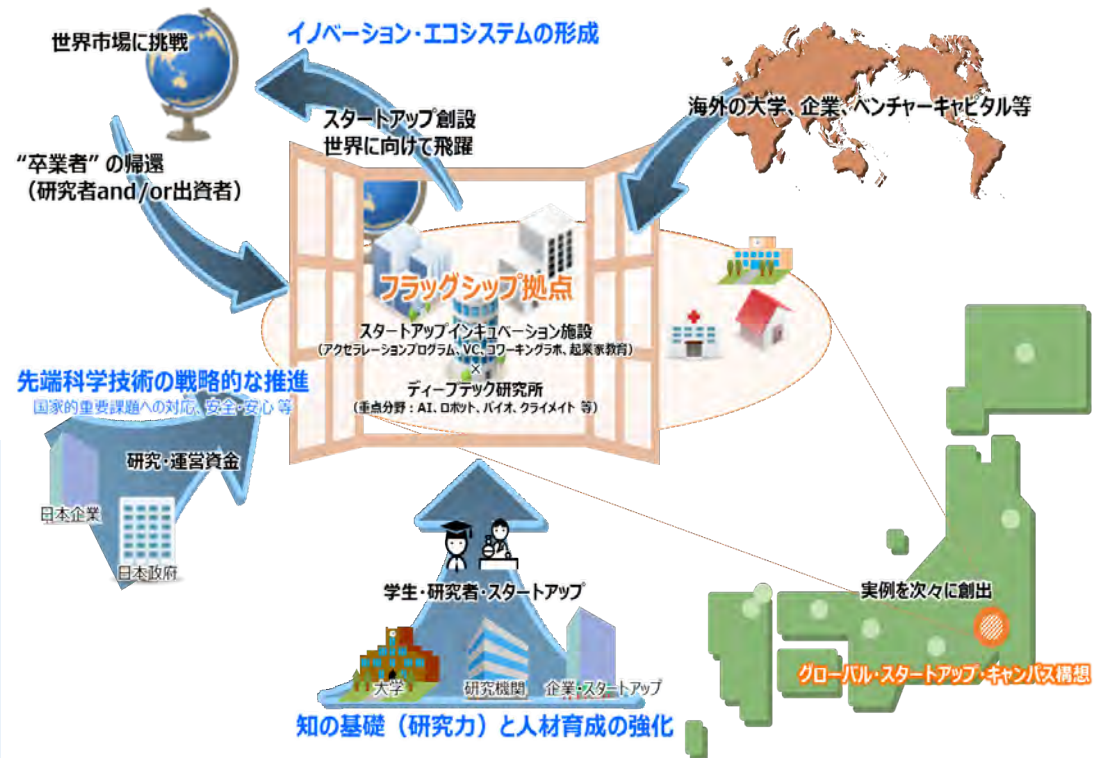 世界市場に挑戦
イノベーション・エコシステムの形成
海外の大学、企業、ベンチャーキャピタル等
スタートアップ創設
世界に向けて飛躍
“卒業者” の帰還
（研究者and/or出資者）
フラッグシップ拠点
スタートアップインキュベーション施設
（アクセラレーションプログラム、VC、コワーキングラボ、起業家教育）
×
ディープテック研究所
（重点分野：AI、ロボット、バイオ、クライメイト 等）
先端科学技術の戦略的な推進
国家的重要課題への対応、安全・安心 等
研究・運営資金
日本企業
日本政府
学生・研究者・スタートアップ
大学
研究機関
企業・スタートアップ
知の基礎（研究力）と人材育成の強化
実例を次々に創出
グローバル・スタートアップ・キャンパス構想